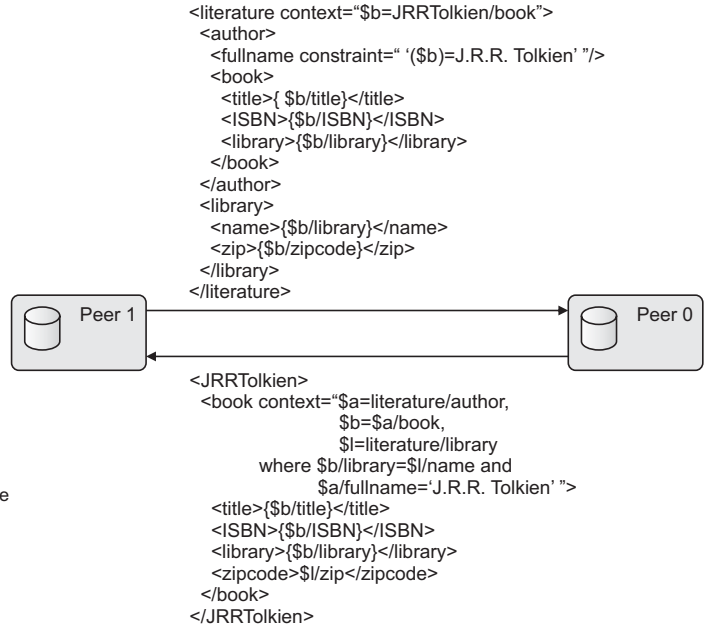 <literature context=“$b=JRRTolkien/book”>
<author>
<fullname constraint=“ ‘($b)=J.R.R. Tolkien’ ”/>
<book>
<title>{ $b/title}</title>
<ISBN>{$b/ISBN}</ISBN>
<library>{$b/library}</library>
</book>
</author>
<library>
<name>{$b/library}</name>
<zip>{$b/zipcode}</zip>
</library>
</literature>
Peer 1
Peer 0
<JRRTolkien>
<book context=“$a=literature/author,
$b=$a/book,
$l=literature/library
where $b/library=$l/name and
$a/fullname=‘J.R.R. Tolkien’ ”>
<title>{$b/title}</title>
<ISBN>{$b/ISBN}</ISBN>
<library>{$b/library}</library>
<zipcode>$l/zip</zipcode>
</book>
</JRRTolkien>